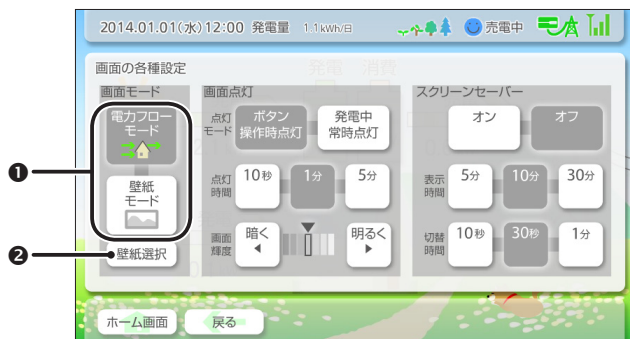 2014.01.01(水)12:00 発電量 1.1kWh/日 売電中
画面の各種設定
発電 消費
画面モード
電力フロー
モード
壁紙
モード
壁紙選択
❶
❷
画面点灯
点灯
モード
ボタン
操作時点灯
発電中
常時点灯
点灯
時間
10秒
1分
5分
画面
輝度
暗く
明るく
スクリーンセーバー
オン
オフ
表示
時間
5分
10分
30分
切替
時間
10秒
30秒
1分
ホーム画面
戻る